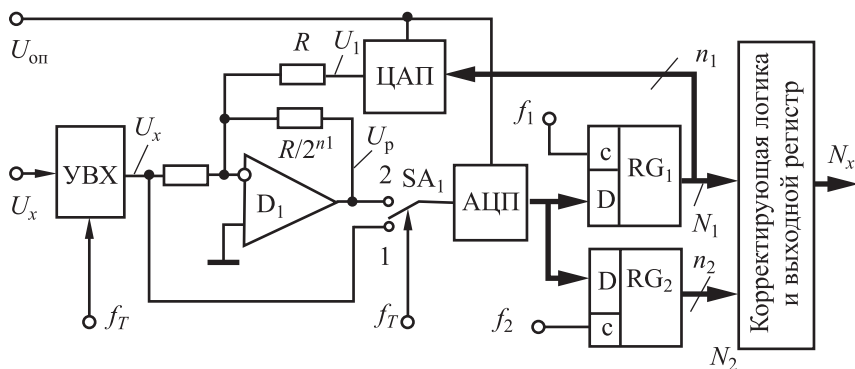 U_оп
R
U_1
ЦАП
n_1
R/2^{n1}
U_р
f_1
c
D
RG_1
N_1
УВХ
U_x
U_x
D_1
2
SA_1
1
АЦП
D
c
RG_2
n_2
N_2
f_T
f_T
f_2
Корректирующая логика
и выходной регистр
N_x